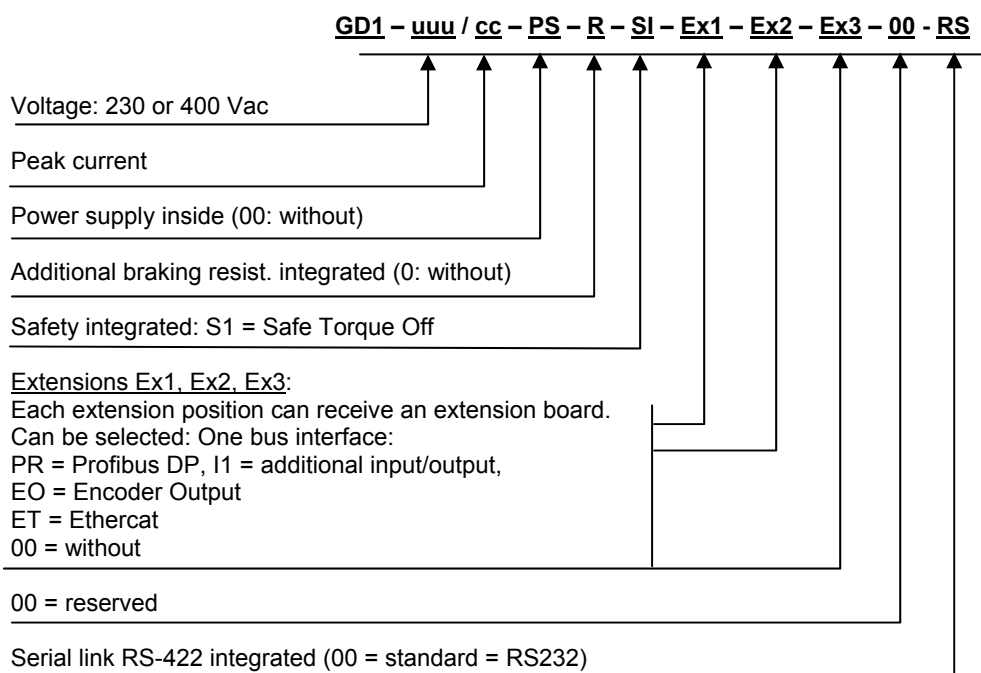 GD1 – uuu / cc – PS – R – SI – Ex1 – Ex2 – Ex3 – 00 - RS
Voltage: 230 or 400 Vac
Peak current
Power supply inside (00: without)
Additional braking resist. integrated (0: without)
Safety integrated: S1 = Safe Torque Off
Extensions Ex1, Ex2, Ex3:
Each extension position can receive an extension board.
Can be selected: One bus interface:
PR = Profibus DP, I1 = additional input/output,
EO = Encoder Output
ET = Ethercat
00 = without
00 = reserved
Serial link RS-422 integrated (00 = standard = RS232)